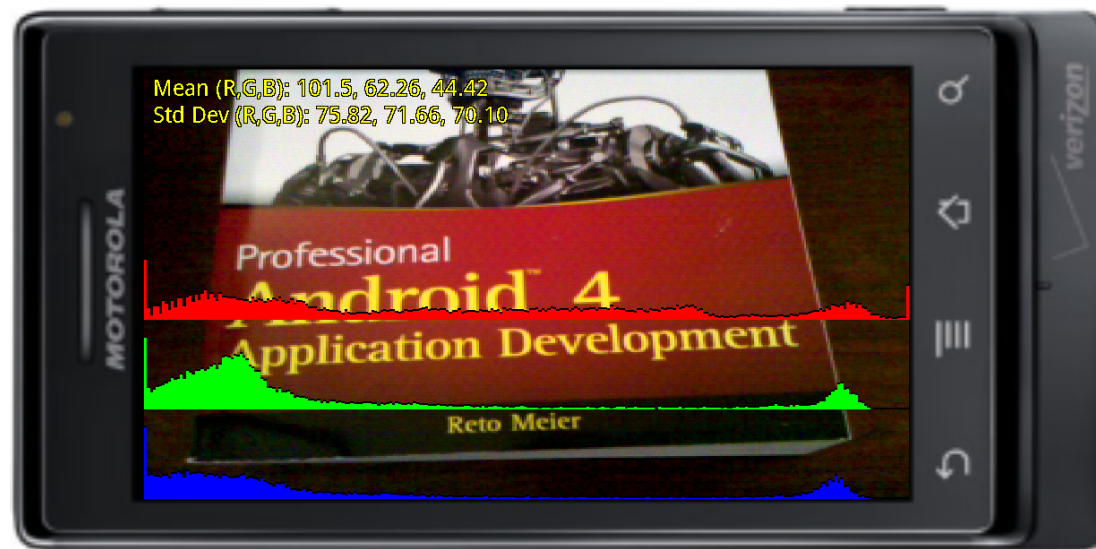 Mean (R,G,B): 101.5, 62.26, 44.42
Std Dev (R,G,B): 75.82, 71.66, 70.10
Professional
Android™ 4
Application Development
Reto Meier
MOTOROLA
verizon